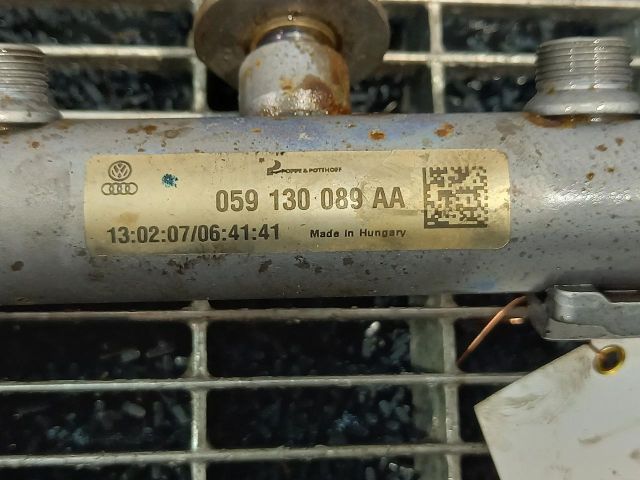 POPPE & POTTHOFF
059 130 089 AA
13:02:07/06:41:41 Made in Hungary